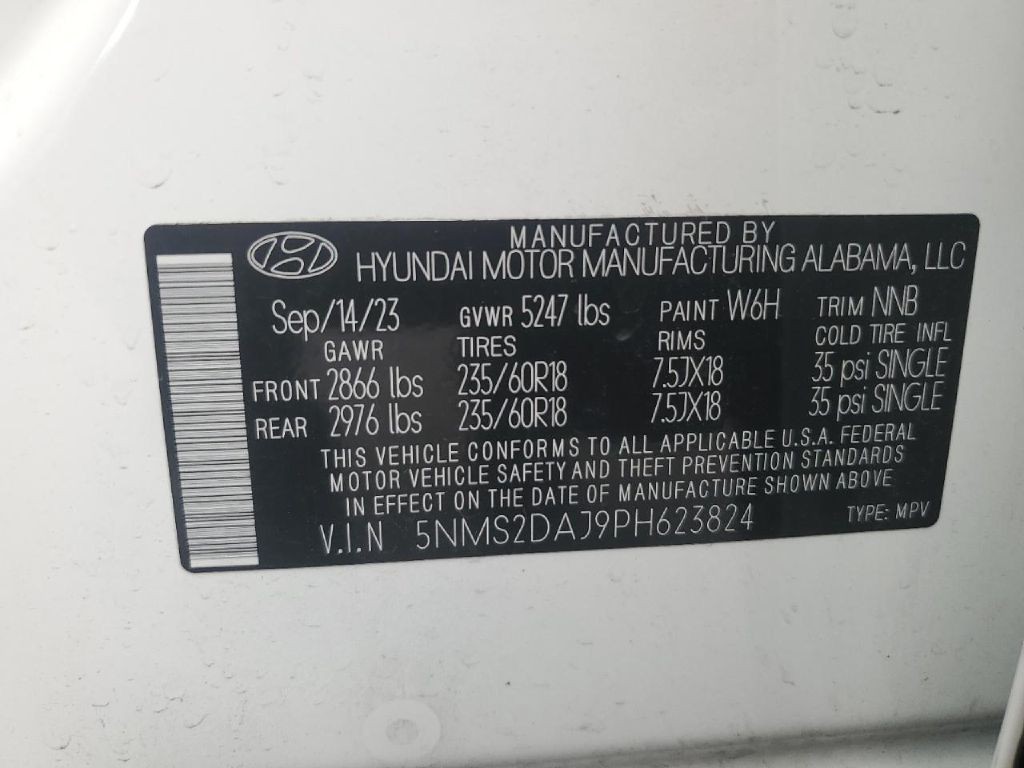 MANUFACTURED BY
HYUNDAI MOTOR MANUFACTURING ALABAMA, LLC
Sep/14/23 GVWR 5247 lbs PAINT W6H TRIM NNB
GAWR TIRES RIMS COLD TIRE INFL
FRONT 2866 lbs 235/60R18 7.5JX18 35 psi SINGLE
REAR 2976 lbs 235/60R18 7.5JX18 35 psi SINGLE
THIS VEHICLE CONFORMS TO ALL APPLICABLE U.S.A. FEDERAL
MOTOR VEHICLE SAFETY AND THEFT PREVENTION STANDARDS
IN EFFECT ON THE DATE OF MANUFACTURE SHOWN ABOVE
V.I.N 5NMS2DAJ9PH623824 TYPE: MPV